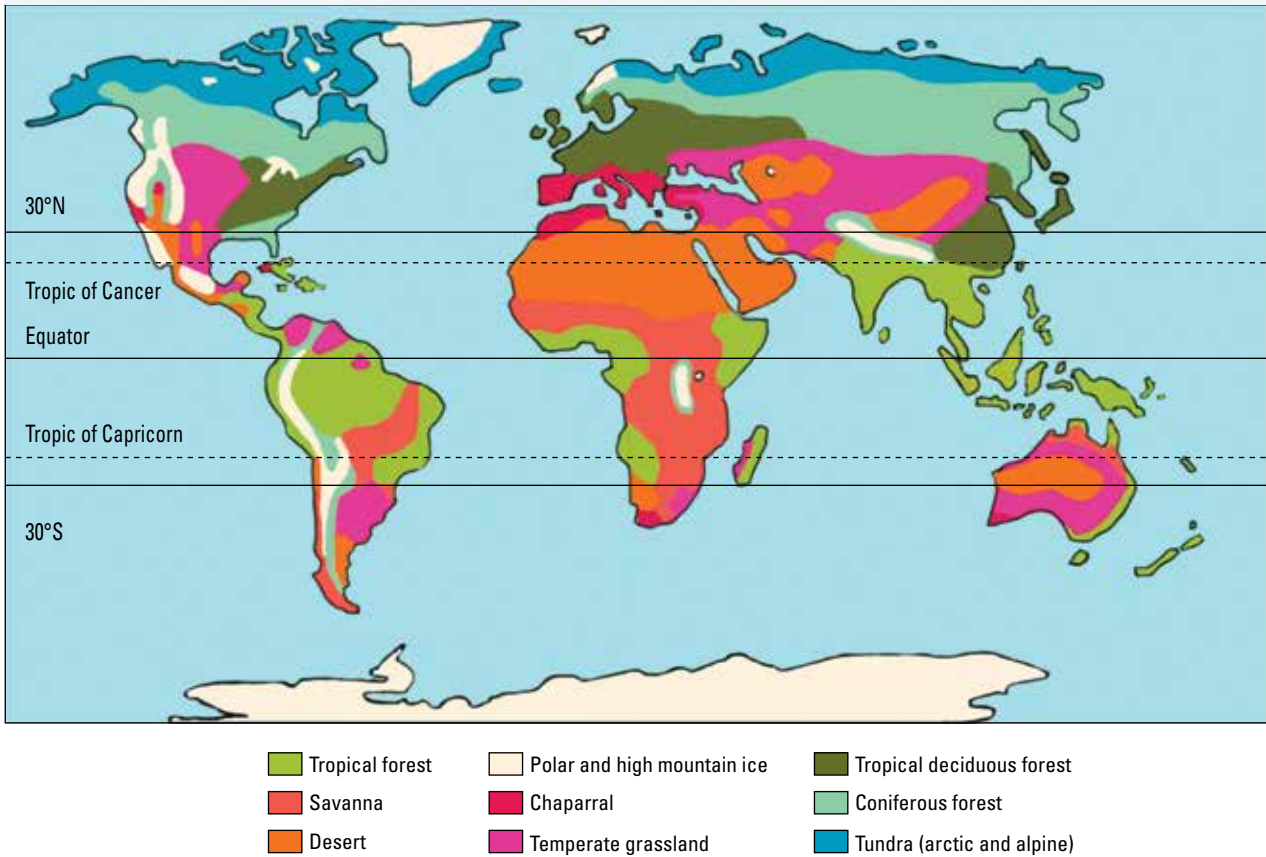 30°N
Tropic of Cancer
Equator
Tropic of Capricorn
30°S
Tropical forest
Polar and high mountain ice
Tropical deciduous forest
Savanna
Chaparral
Coniferous forest
Desert
Temperate grassland
Tundra (arctic and alpine)